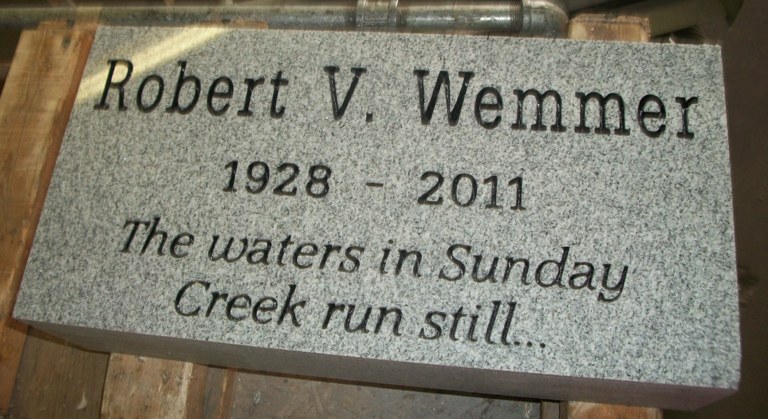 Robert V. Wemmer
1928 - 2011
The waters in Sunday
Creek run still...